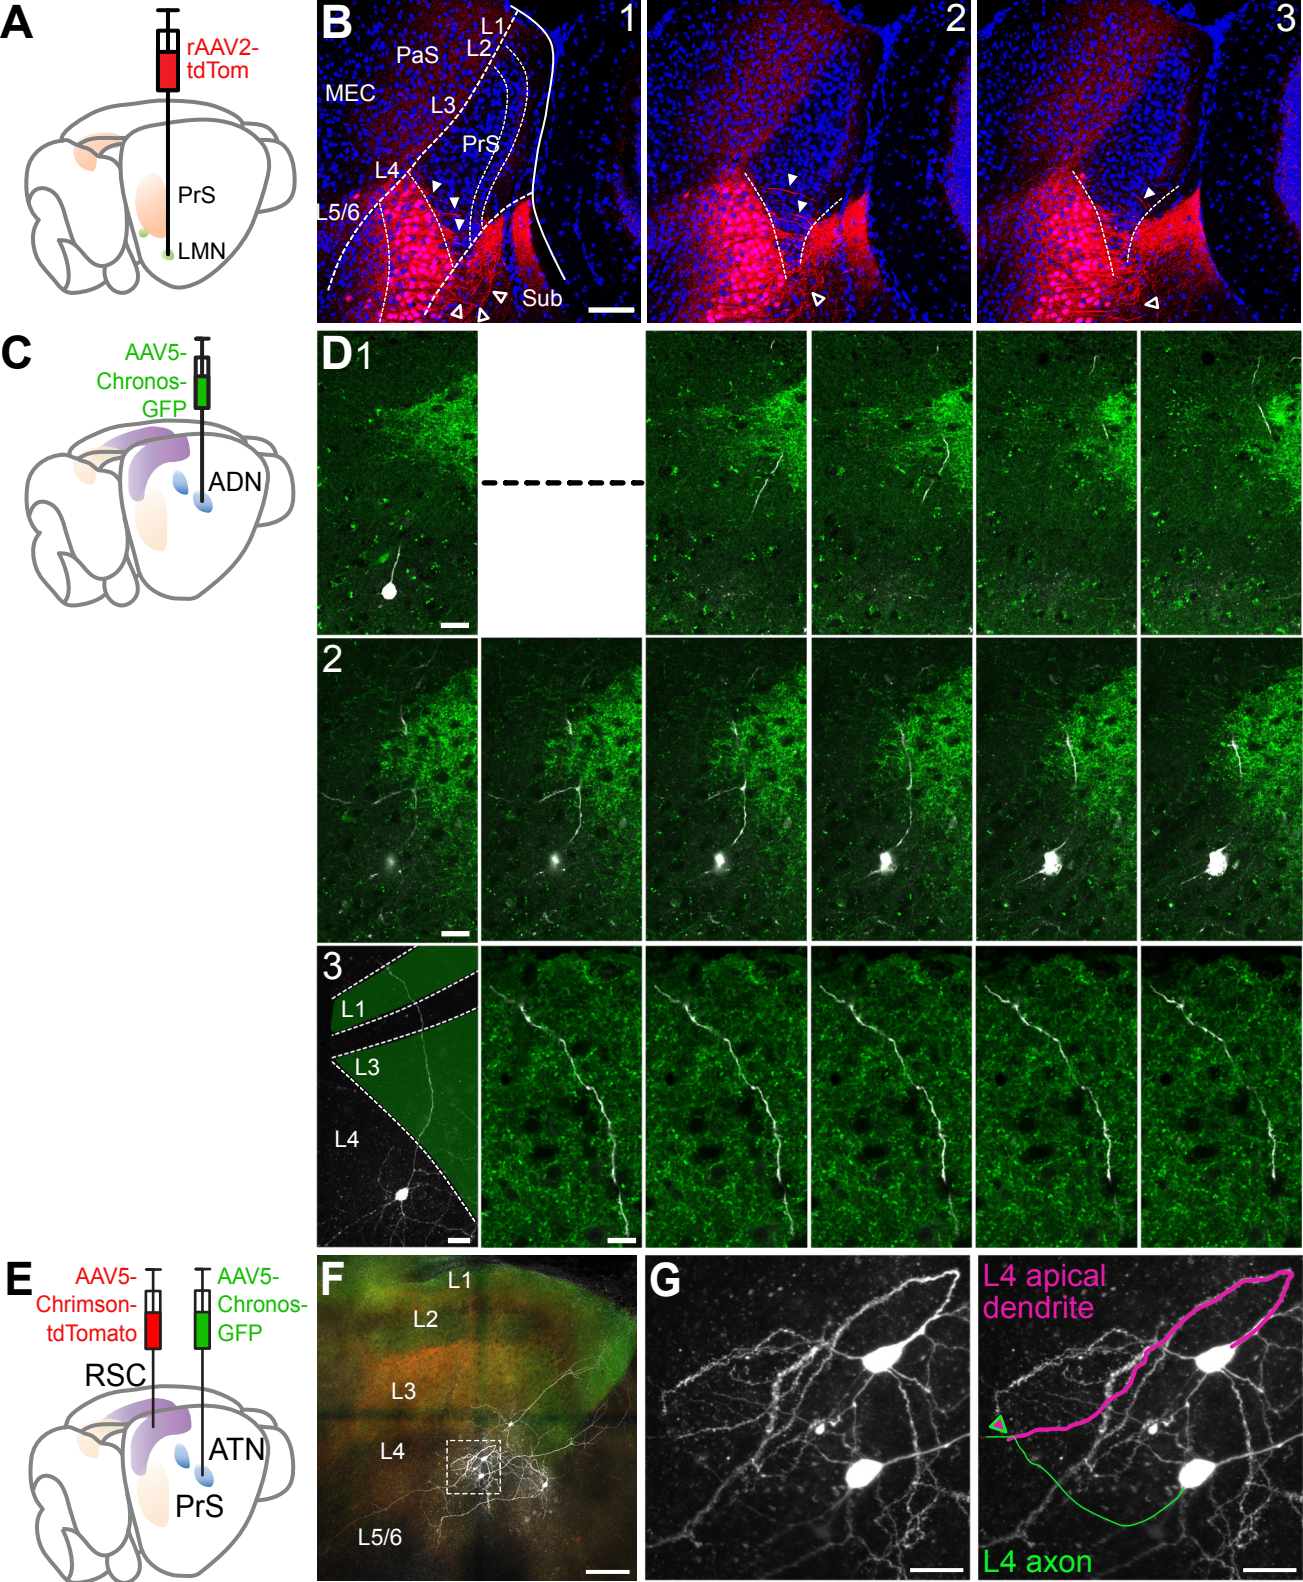 A
rAAV2-
tdTom
PrS
LMN
B
1
L1
L2
PaS
MEC
L3
PrS
L4
L5/6
Sub
2
3
C
AAV5-
Chronos-
GFP
ADN
D1
2
3
L1
L3
L4
E
AAV5-
Chrimson-
tdTomato
AAV5-
Chronos-
GFP
RSC
ATN
PrS
F
L1
L2
L3
L4
L5/6
G
L4 apical
dendrite
L4 axon